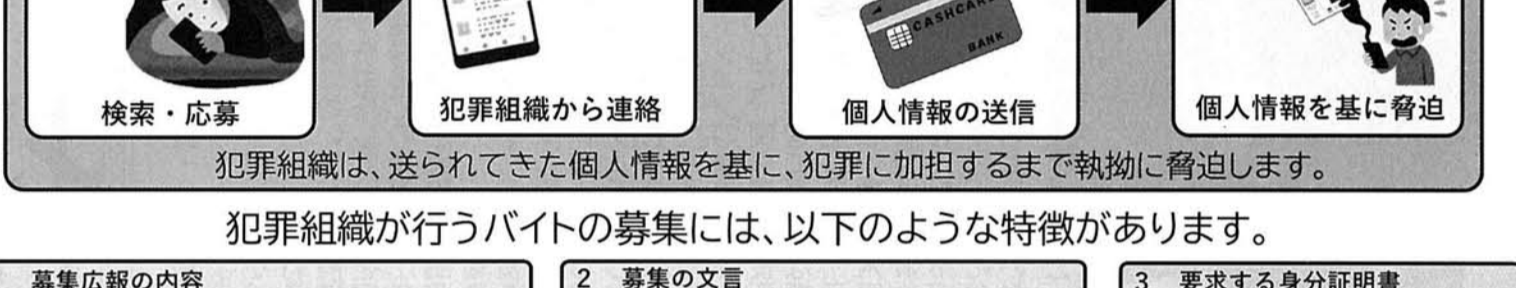 CASHCARD
BANK
検索・応募
犯罪組織から連絡
個人情報の送信
個人情報を基に脅迫
犯罪組織は、送られてきた個人情報を基に、犯罪に加担するまで執拗に脅迫します。
犯罪組織が行うバイトの募集には、以下のような特徴があります。
募集広報の内容
2 募集の文言
3 要求する身分証明書